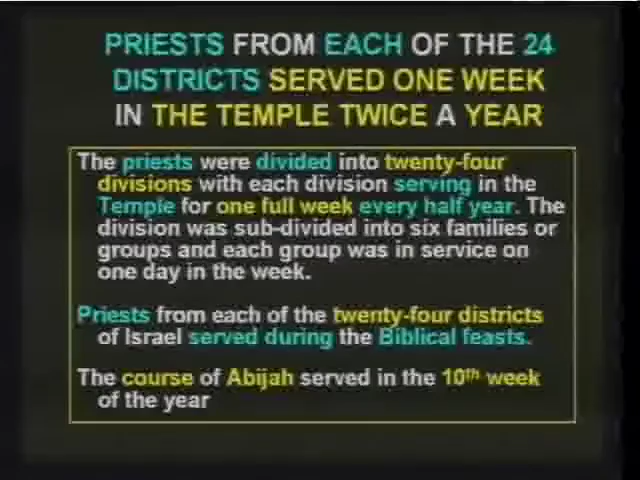 PRIESTS FROM EACH OF THE 24
DISTRICTS SERVED ONE WEEK
IN THE TEMPLE TWICE A YEAR
The priests were divided into twenty-four
divisions with each division serving in the
Temple for one full week every half year. The
division was sub-divided into six families or
groups and each group was in service on
one day in the week.
Priests from each of the twenty-four districts
of Israel served during the Biblical feasts.
The course of Abijah served in the 10th week
of the year